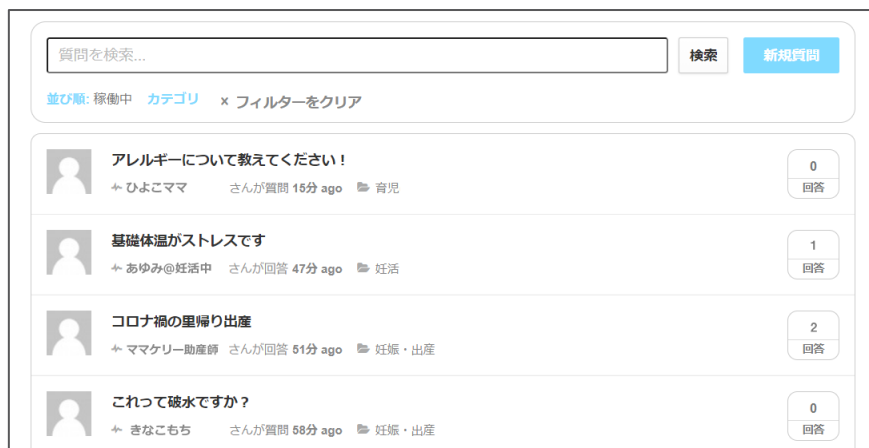 質問を検索...
検索
新規質問
並び順: 稼働中 カテゴリ × フィルターをクリア
アレルギーについて教えてください！
ひよこママ さんが質問 15分 ago 育児
0
回答
基礎体温がストレスです
あゆみ@妊活中 さんが回答 47分 ago 妊活
1
回答
コロナ禍の里帰り出産
ママケリー助産師 さんが回答 51分 ago 妊娠・出産
2
回答
これって破水ですか？
きなこもち さんが質問 58分 ago 妊娠・出産
0
回答